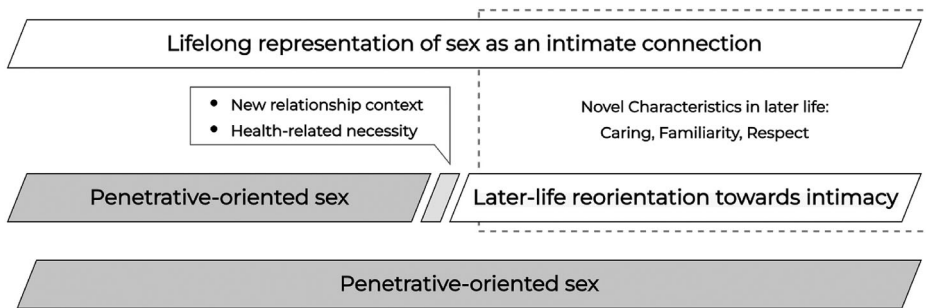 Lifelong representation of sex as an intimate connection
• New relationship context
• Health-related necessity
Novel Characteristics in later life:
Caring, Familiarity, Respect
Penetrative-oriented sex
Later-life reorientation towards intimacy
Penetrative-oriented sex